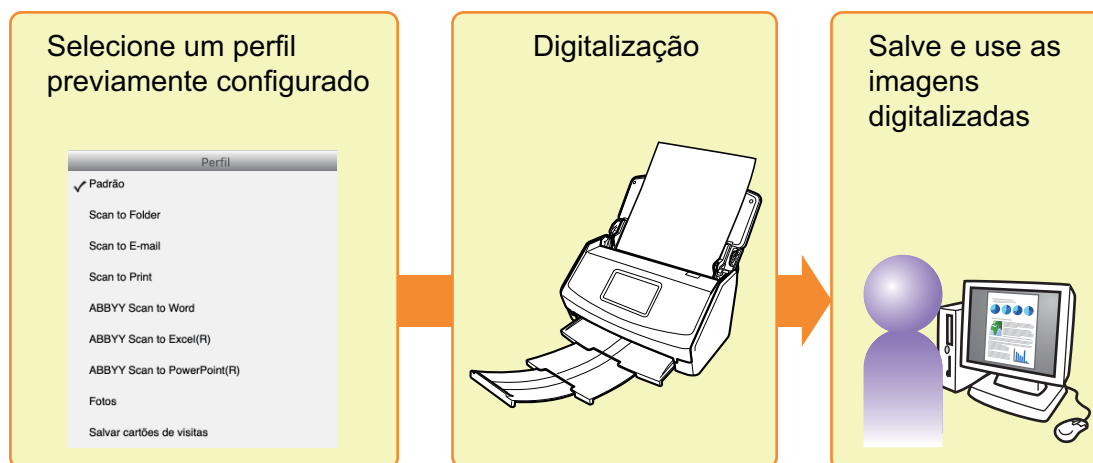 Selecione um perfil
previamente configurado
Perfil
Padrão
Scan to Folder
Scan to E-mail
Scan to Print
ABBYY Scan to Word
ABBYY Scan to Excel(R)
ABBYY Scan to PowerPoint(R)
Fotos
Salvar cartões de visitas
Digitalização
Salve e use as
imagens
digitalizadas